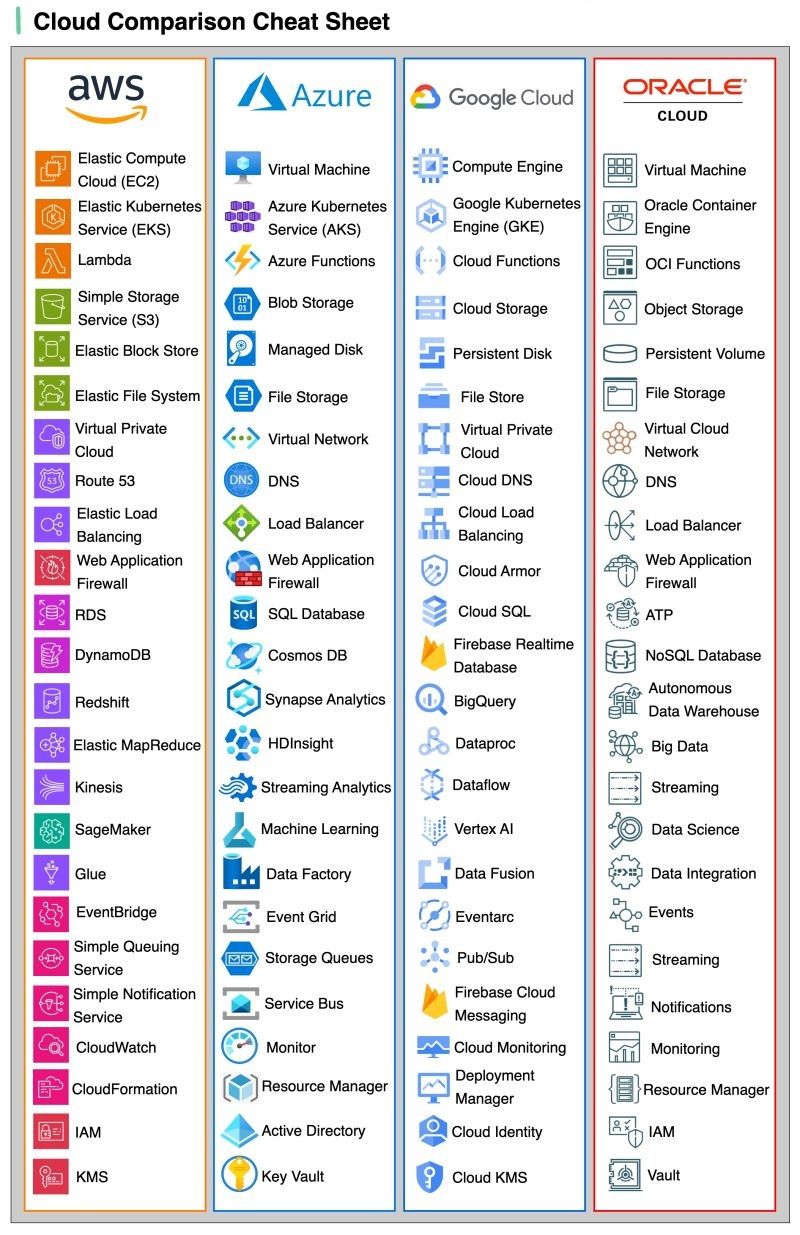 Cloud Comparison Cheat Sheet
aws
Elastic Compute
Cloud (EC2)
Elastic Kubernetes
Service (EKS)
Lambda
Simple Storage
Service (S3)
Elastic Block Store
Elastic File System
Virtual Private
Cloud
53
Route 53
Elastic Load
Balancing
Web Application
Firewall
RDS
DynamoDB
Redshift
Elastic MapReduce
Kinesis
SageMaker
Glue
EventBridge
Simple Queuing
Service
Simple Notification
Service
CloudWatch
CloudFormation
IAM
KMS
Azure
Virtual Machine
Azure Kubernetes
Service (AKS)
Azure Functions
10
01
Blob Storage
Managed Disk
File Storage
Virtual Network
DNS
DNS
Load Balancer
Web Application
Firewall
SQL
SQL Database
Cosmos DB
Synapse Analytics
HDInsight
Streaming Analytics
Machine Learning
Data Factory
Event Grid
Storage Queues
Service Bus
Monitor
Resource Manager
Active Directory
Key Vault
Google Cloud
Compute Engine
Google Kubernetes
Engine (GKE)
Cloud Functions
Cloud Storage
Persistent Disk
File Store
Virtual Private
Cloud
Cloud DNS
Cloud Load
Balancing
Cloud Armor
Cloud SQL
Firebase Realtime
Database
BigQuery
Dataproc
Dataflow
Vertex AI
Data Fusion
Eventarc
Pub/Sub
Firebase Cloud
Messaging
Cloud Monitoring
Deployment
Manager
Cloud Identity
Cloud KMS
ORACLE
CLOUD
Virtual Machine
Oracle Container
Engine
OCI Functions
Object Storage
Persistent Volume
File Storage
Virtual Cloud
Network
DNS
Load Balancer
Web Application
Firewall
ATP
NoSQL Database
Autonomous
Data Warehouse
Big Data
Streaming
Data Science
Data Integration
Events
Streaming
Notifications
Monitoring
Resource Manager
IAM
Vault